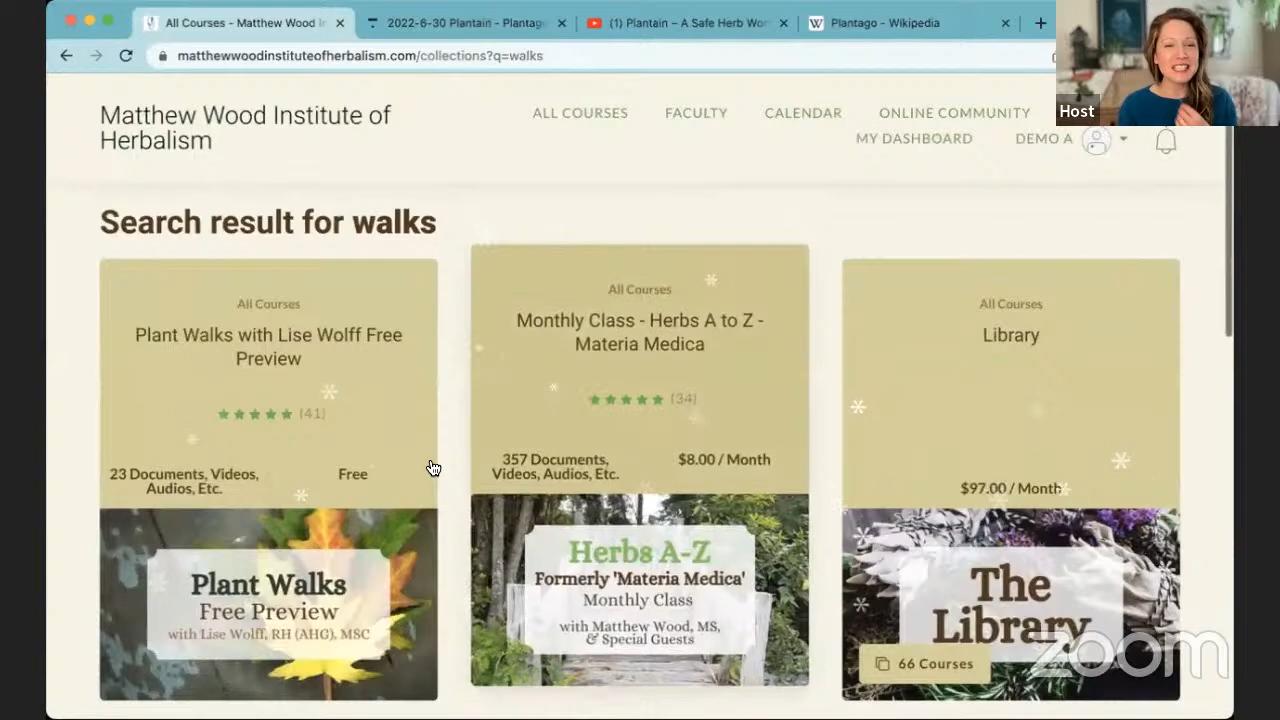 All Courses - Matthew Wood In
2022-6-30 Plantain - Plantag
(1) Plantain – A Safe Herb Wor
Plantago - Wikipedia
matthewwoodinstituteofherbalism.com/collections?q=walks
Host
Matthew Wood Institute of
Herbalism
ALL COURSES
FACULTY
CALENDAR
ONLINE COMMUNITY
MY DASHBOARD
DEMO A
Search result for walks
All Courses
Plant Walks with Lise Wolff Free
Preview
(41)
23 Documents, Videos,
Audios, Etc.
Free
Plant Walks
Free Preview
with Lise Wolff, RH (AHG), MSC
All Courses
Monthly Class - Herbs A to Z -
Materia Medica
(34)
357 Documents,
Videos, Audios, Etc.
$8.00 / Month
Herbs A-Z
Formerly 'Materia Medica'
Monthly Class
with Matthew Wood, MS,
& Special Guests
All Courses
Library
$97.00 / Month
The
Library
66 Courses
zoom